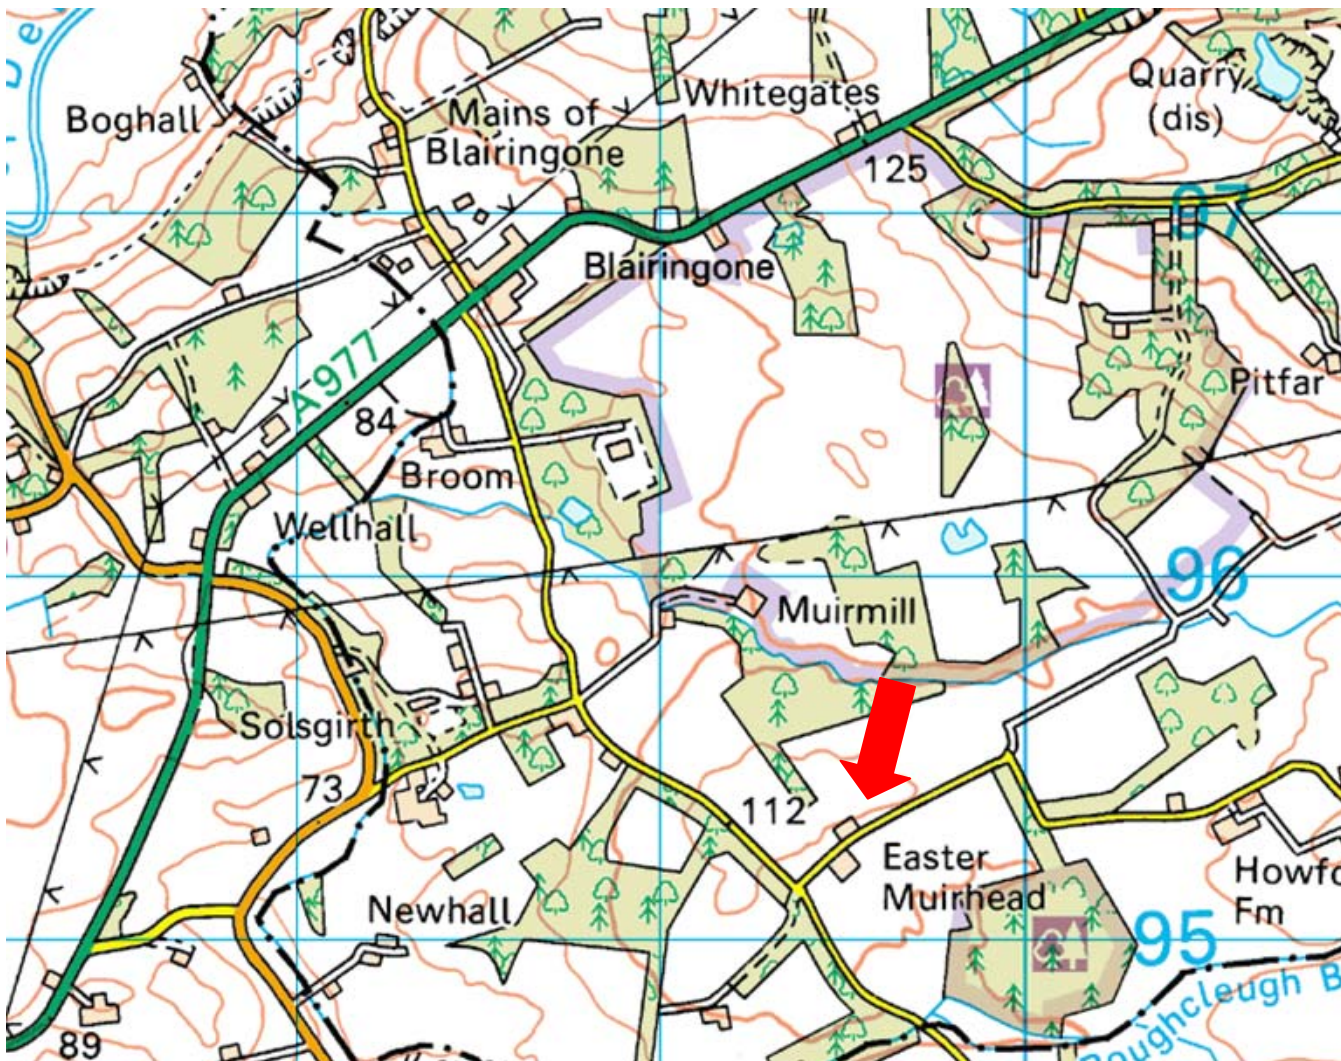 Boghall
Mains of
Blairingone
Whitegates
Quarry
(dis)
125
97
Blairingone
A977
Pitfar
84
Broom
Wellhall
96
Muirmill
Solsgirth
73
112
Easter
Muirhead
Howfo
Fm
Newhall
95
89